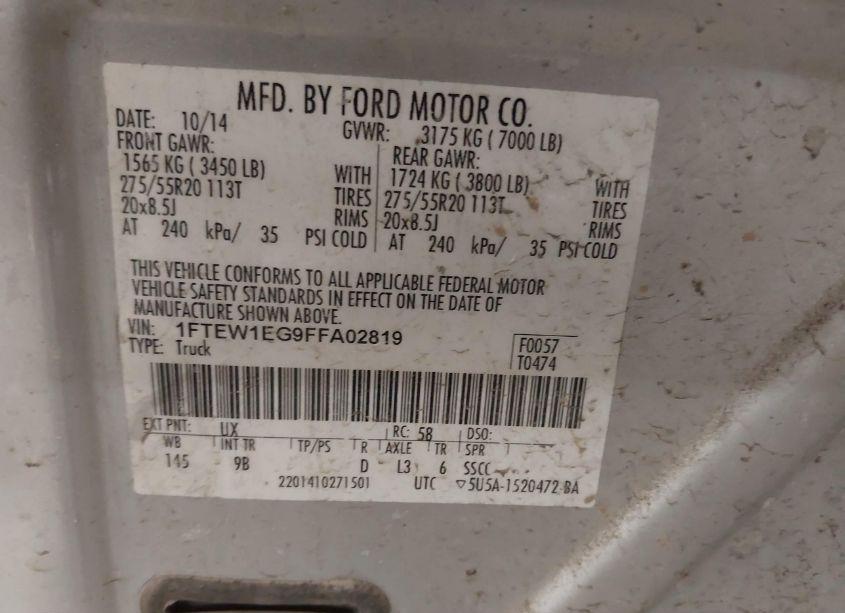 MFD. BY FORD MOTOR CO.
DATE: 10/14 GVWR: 3175 KG ( 7000 LB)
FRONT GAWR: REAR GAWR:
1565 KG ( 3450 LB) WITH 1724 KG ( 3800 LB) WITH
275/55R20 113T TIRES 275/55R20 113T TIRES
20x8.5J RIMS 20x8.5J RIMS
AT 240 kPa/ 35 PSI COLD AT 240 kPa/ 35 PSI COLD
THIS VEHICLE CONFORMS TO ALL APPLICABLE FEDERAL MOTOR
VEHICLE SAFETY STANDARDS IN EFFECT ON THE DATE OF
MANUFACTURE SHOWN ABOVE.
VIN: 1FTEW1EG9FFA02819 F0057
TYPE: Truck T0474
EXT PNT: UX RC: 58 DSO:
WB INT TR TP/PS R AXLE TR SPR
145 9B D L3 6 SSCC
2201410271501 UTC ▽5U5A-1520472-BA